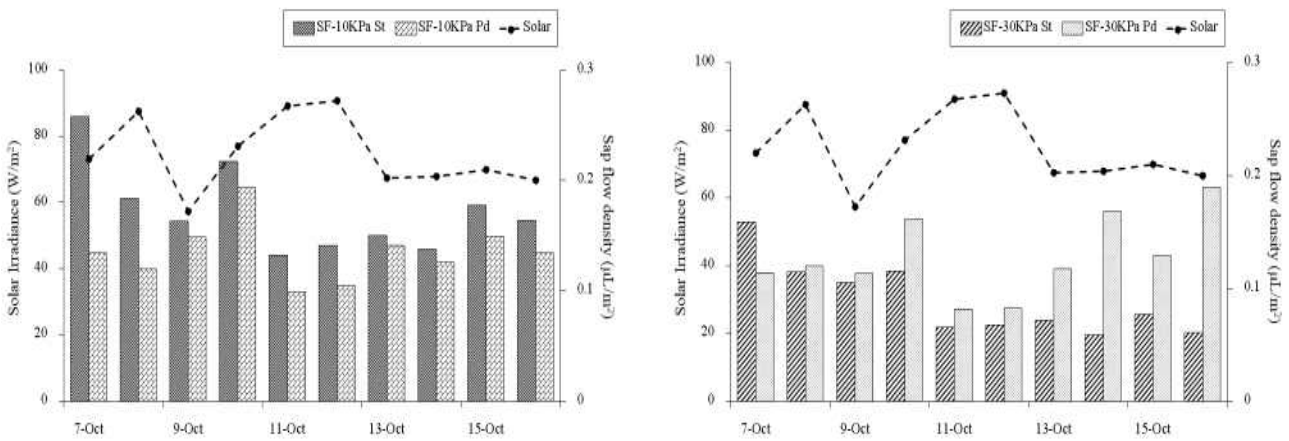 SF-10KPa St SF-10KPa Pd Solar
100
80
60
40
20
0
Solar Irradiance (W/m²)
0.3
0.2
0.1
0
Sap flow density (µL/m²)
7-Oct 9-Oct 11-Oct 13-Oct 15-Oct
SF-30KPa St SF-30KPa Pd Solar
100
80
60
40
20
0
Solar Irradiance (W/m²)
0.3
0.2
0.1
0
Sap flow density (µL/m²)
7-Oct 9-Oct 11-Oct 13-Oct 15-Oct